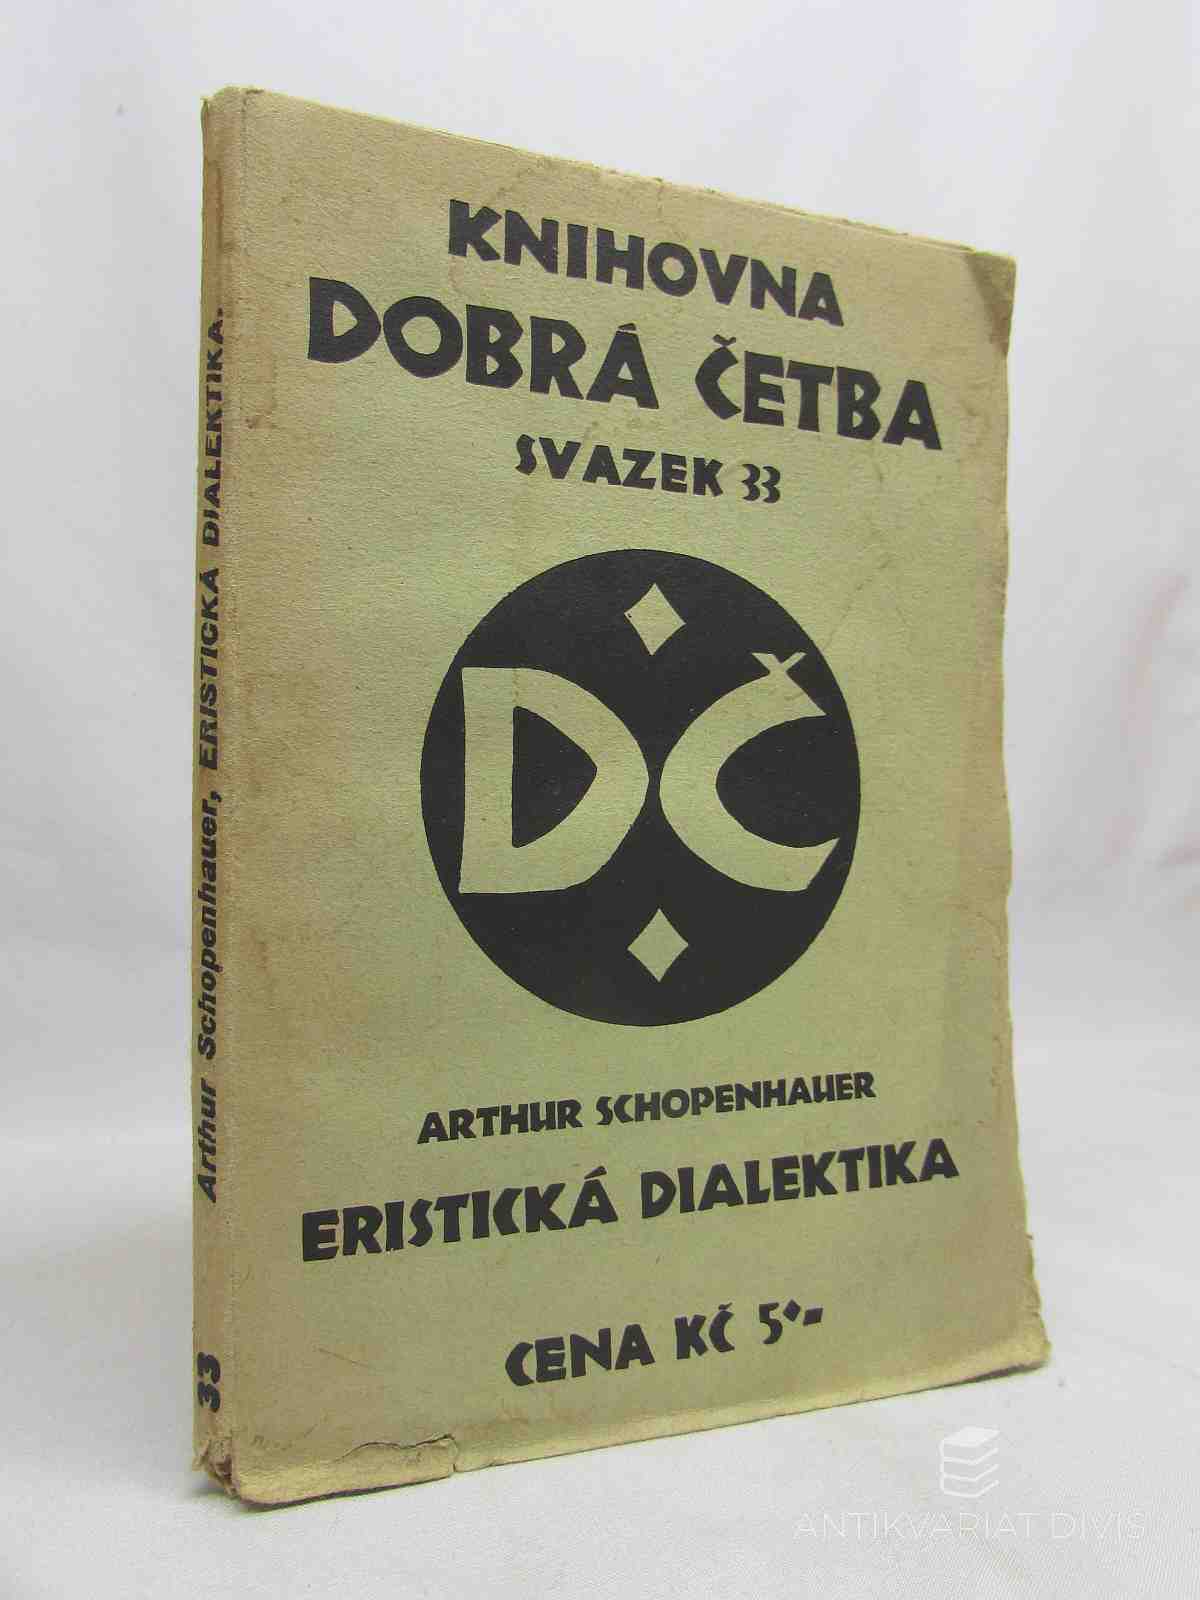 KNIHOVNA
DOBRÁ ČETBA
SVAZEK 33
DČ
ARTHUR SCHOPENHAUER
ERISTICKÁ DIALEKTIKA
CENA KČ 5·-
Arthur Schopenhauer, ERISTICKÁ DIALEKTIKA.
33
ANTIKVARIAT DIVIS